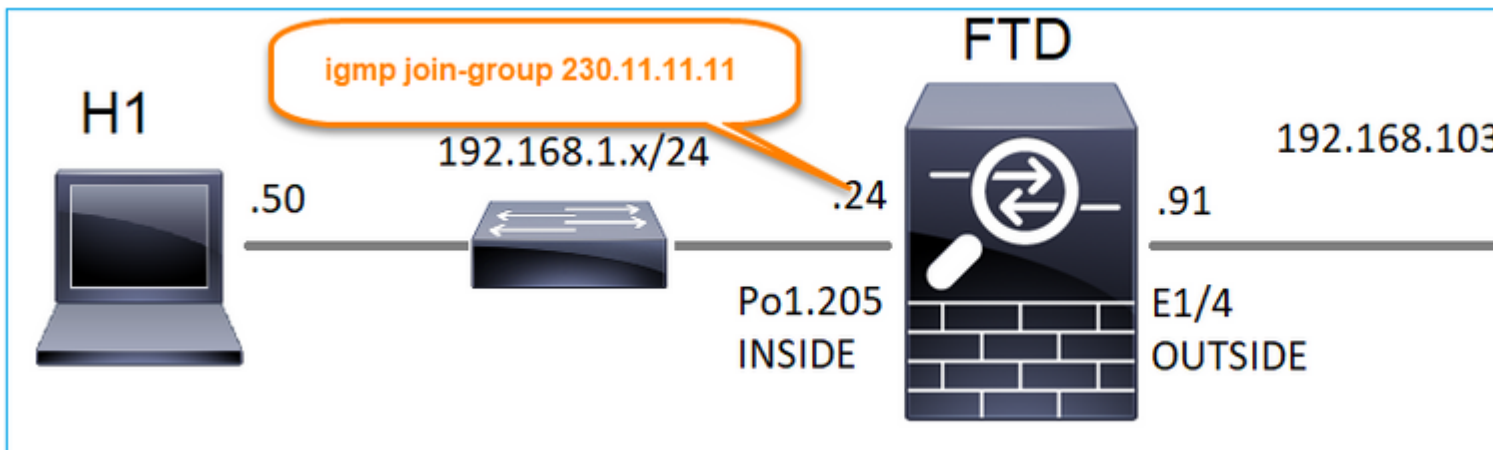 igmp join-group 230.11.11.11
FTD
H1
192.168.1.x/24
192.168.103
.50
.24
.91
Po1.205
INSIDE
E1/4
OUTSIDE